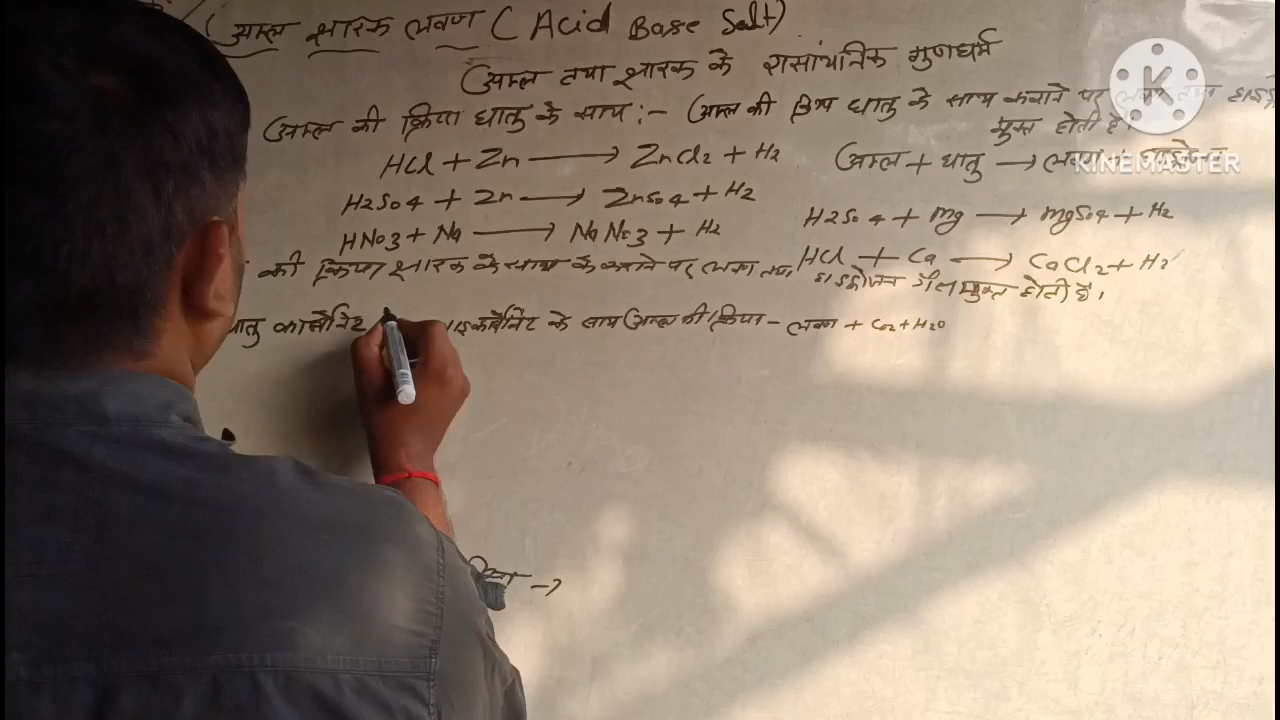 अम्ल क्षारक लवण (Acid Base Salt)
अम्ल तथा क्षारक के रासायनिक गुणधर्म
अम्ल की क्रिया धातु के साथ :- अम्ल की धातु के साथ कराने पर
मुक्त होती है।
HCl + Zn ⟶ ZnCl2 + H2
अम्ल + धातु → लवण +
H2SO4 + Zn ⟶ ZnSO4 + H2
H2SO4 + Mg ⟶ MgSO4 + H2
HNO3 + Na ⟶ NaNO3 + H2
HCl + Ca ⟶ CaCl2 + H2
की क्रिया क्षारक के साथ के कराने पर लवण तथा
हाइड्रोजन गैस मुक्त होती है।
धातु कार्बोनेट के साथ अम्ल की क्रिया - लवण + CO2 + H2O
→
KINEMASTER